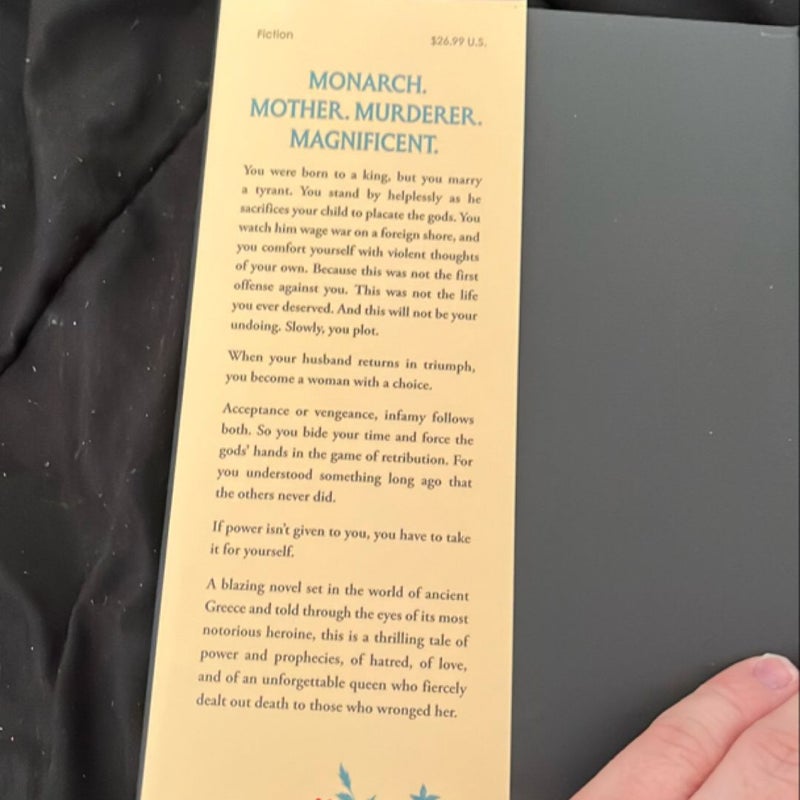 Fiction
$26.99 U.S.
MONARCH.
MOTHER. MURDERER.
MAGNIFICENT.
You were born to a king, but you marry
a tyrant. You stand by helplessly as he
sacrifices your child to placate the gods. You
watch him wage war on a foreign shore, and
you comfort yourself with violent thoughts
of your own. Because this was not the first
offense against you. This was not the life
you ever deserved. And this will not be your
undoing. Slowly, you plot.
When your husband returns in triumph,
you become a woman with a choice.
Acceptance or vengeance, infamy follows
both. So you bide your time and force the
gods' hands in the game of retribution. For
you understood something long ago that
the others never did.
If power isn't given to you, you have to take
it for yourself.
A blazing novel set in the world of ancient
Greece and told through the eyes of its most
notorious heroine, this is a thrilling tale of
power and prophecies, of hatred, of love,
and of an unforgettable queen who fiercely
dealt out death to those who wronged her.